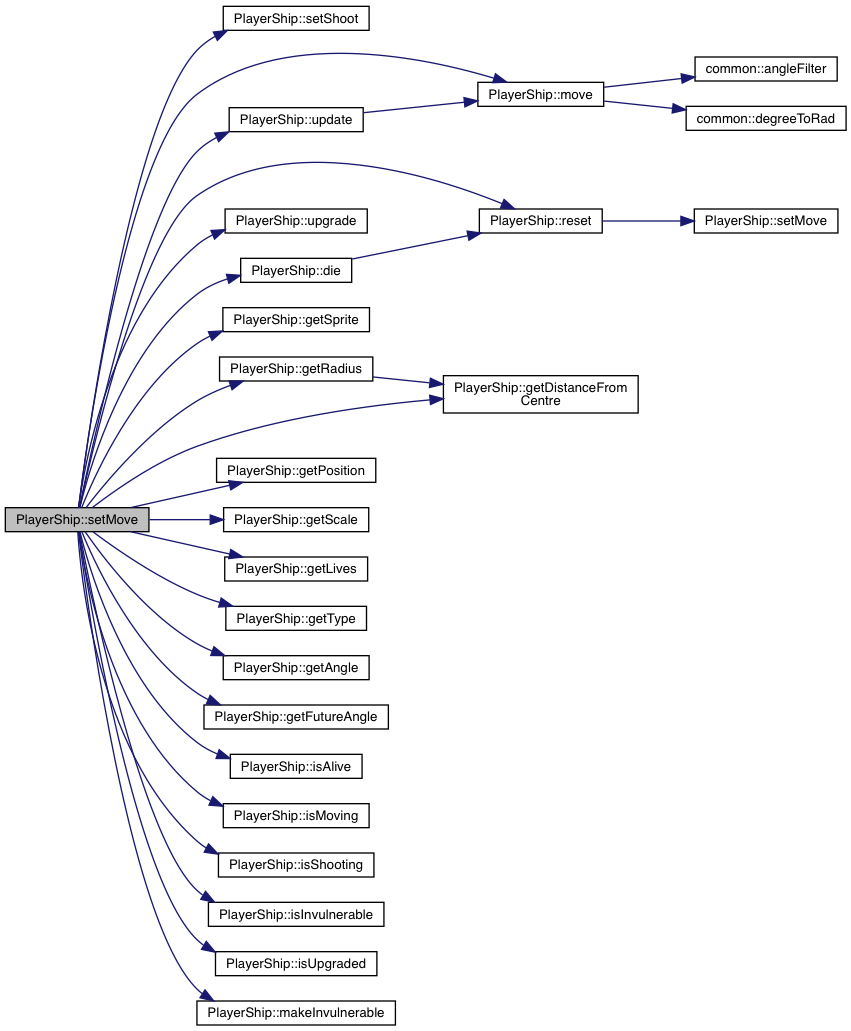 PlayerShip::setShoot
common::angleFilter
PlayerShip::move
PlayerShip::update
common::degreeToRad
PlayerShip::upgrade
PlayerShip::reset
PlayerShip::setMove
PlayerShip::die
PlayerShip::getSprite
PlayerShip::getRadius
PlayerShip::getDistanceFrom
Centre
PlayerShip::getPosition
PlayerShip::setMove
PlayerShip::getScale
PlayerShip::getLives
PlayerShip::getType
PlayerShip::getAngle
PlayerShip::getFutureAngle
PlayerShip::isAlive
PlayerShip::isMoving
PlayerShip::isShooting
PlayerShip::isInvulnerable
PlayerShip::isUpgraded
PlayerShip::makeInvulnerable